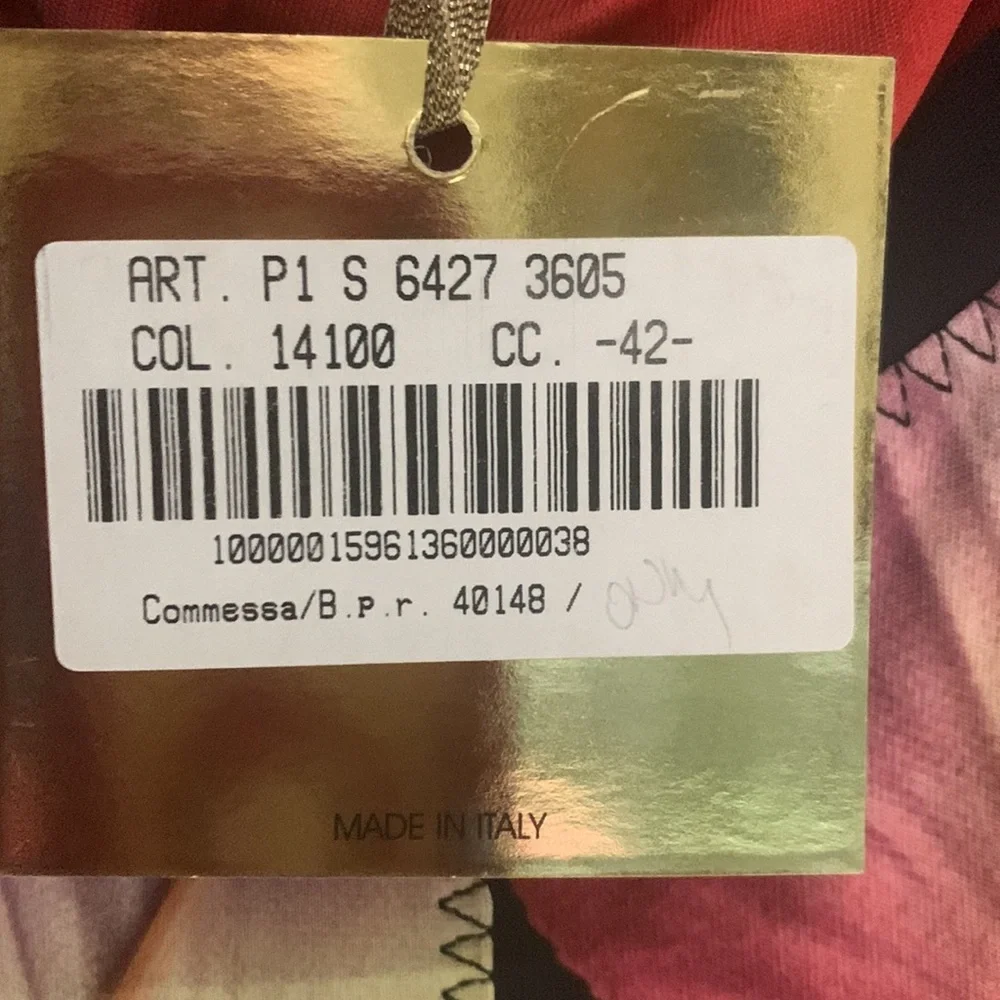 ART. P1 S 6427 3605
COL. 14100 CC. -42-
1000001596136000038
Commessa/B.P.r. 40148 /
MADE IN ITALY